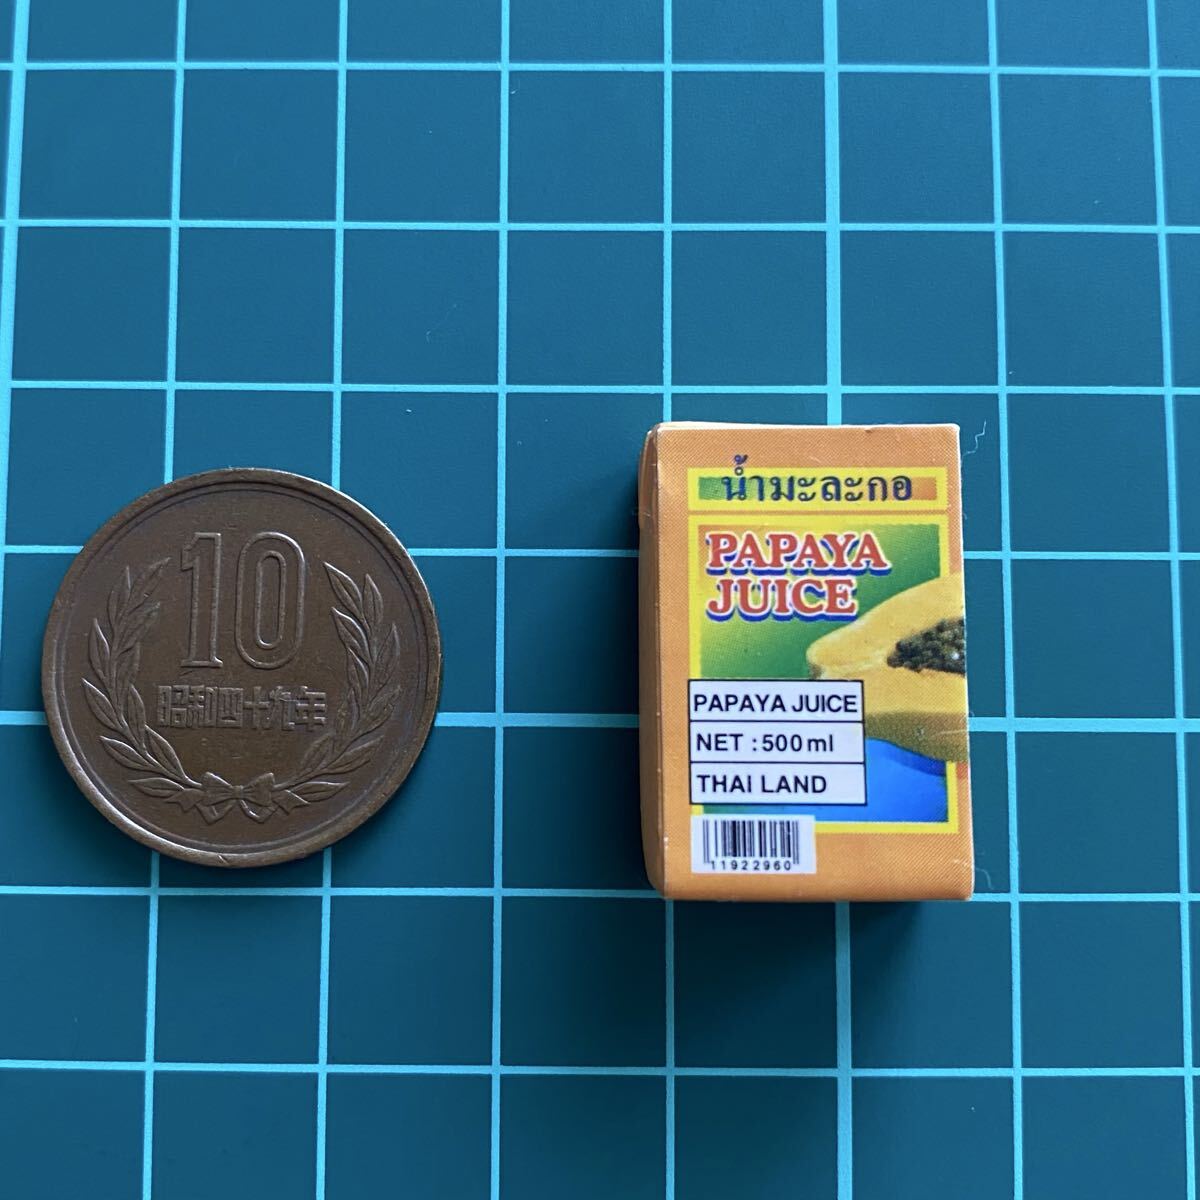 10
昭和四十九年
น้ำมะละกอ
PAPAYA
JUICE
PAPAYA JUICE
NET : 500 ml
THAI LAND
11922960